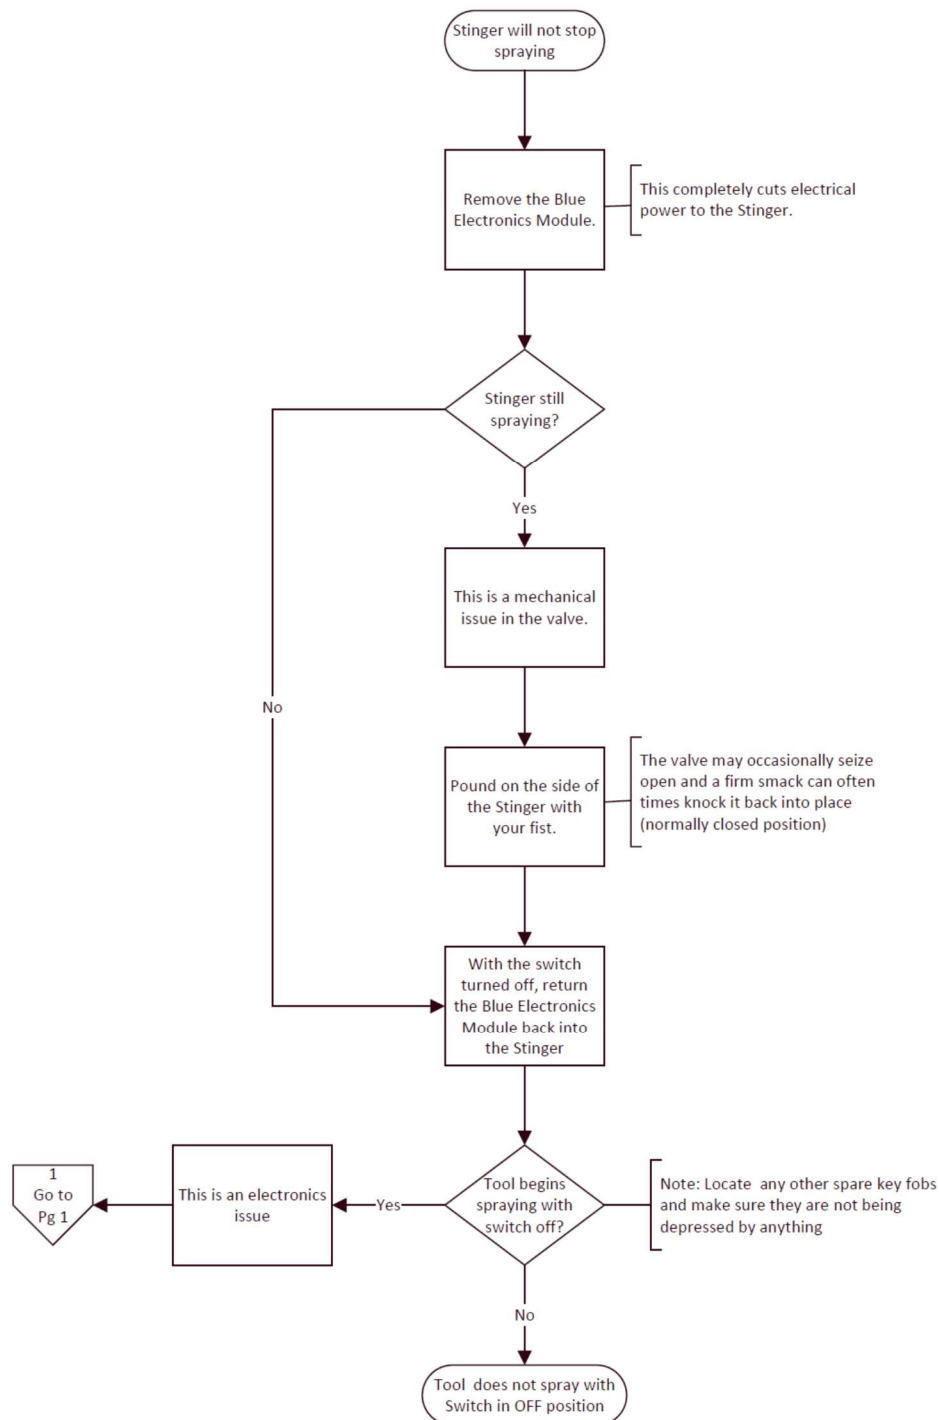 Stinger will not stop
spraying
Remove the Blue
Electronics Module.
This completely cuts electrical
power to the Stinger.
Stinger still
spraying?
Yes
This is a mechanical
issue in the valve.
No
Pound on the side of
the Stinger with
your fist.
The valve may occasionally seize
open and a firm smack can often
times knock it back into place
(normally closed position)
With the switch
turned off, return
the Blue Electronics
Module back into
the Stinger
Tool begins
spraying with
switch off?
Note: Locate any other spare key fobs
and make sure they are not being
depressed by anything
Yes
This is an electronics
issue
1
Go to
Pg 1
No
Tool does not spray with
Switch in OFF position